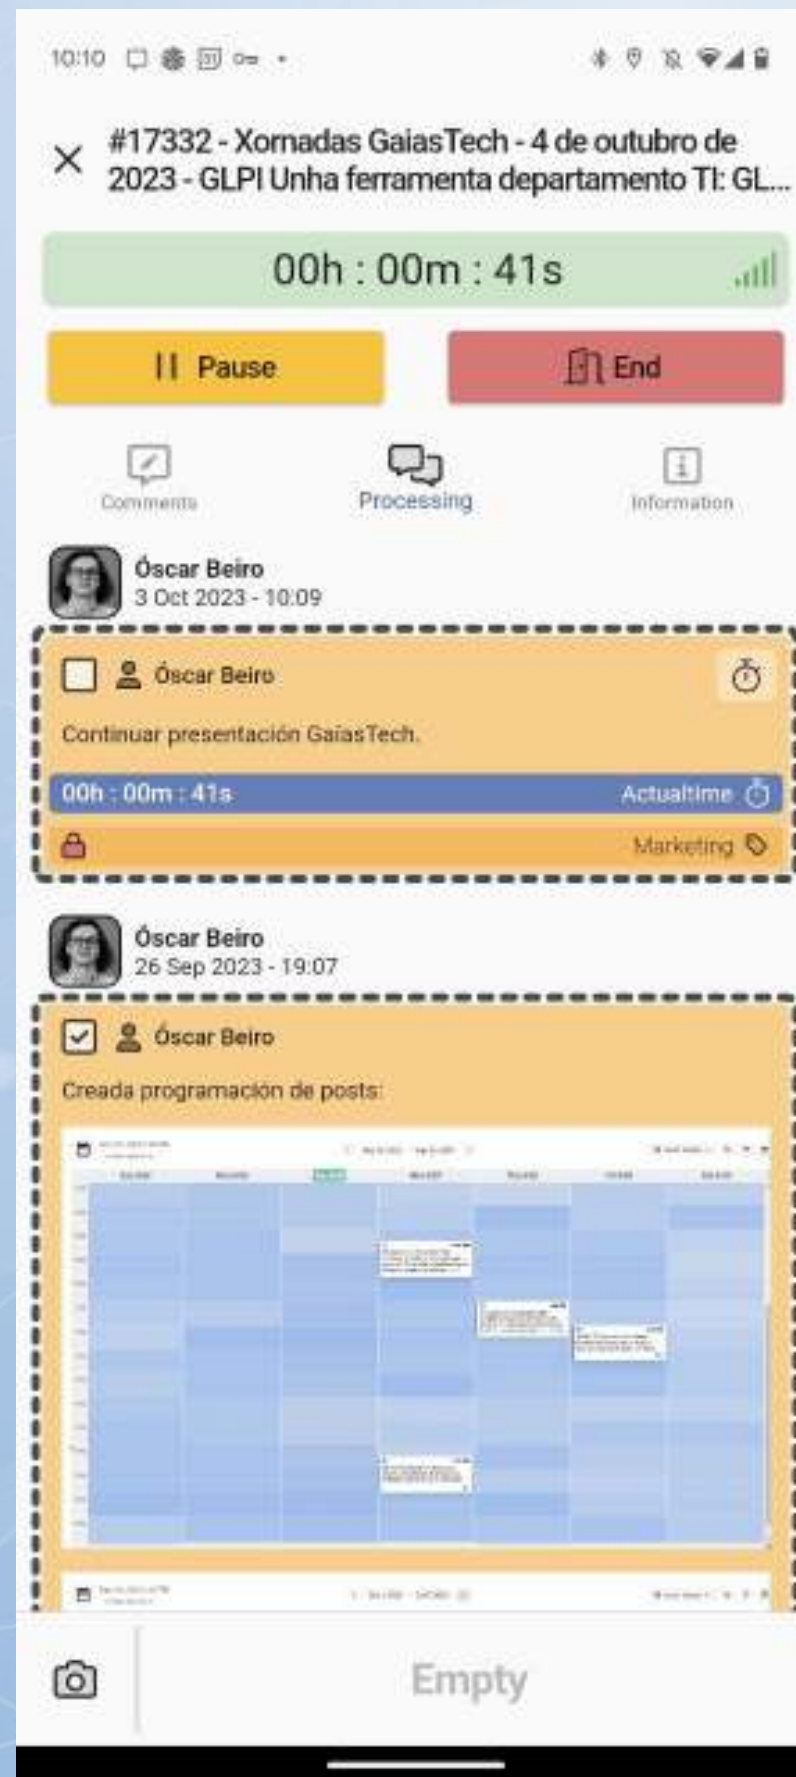 10:10
#17332 - Xornadas GaiasTech - 4 de outubro de
2023 - GLPI Unha ferramenta departamento TI: GL...
00h : 00m : 41s
Pause
End
Comments
Processing
Information
Óscar Beiro
3 Oct 2023 - 10:09
Óscar Beiro
Continuar presentación GaiasTech.
00h : 00m : 41s
Actualtime
Marketing
Óscar Beiro
26 Sep 2023 - 19:07
Óscar Beiro
Creada programación de posts:
Empty